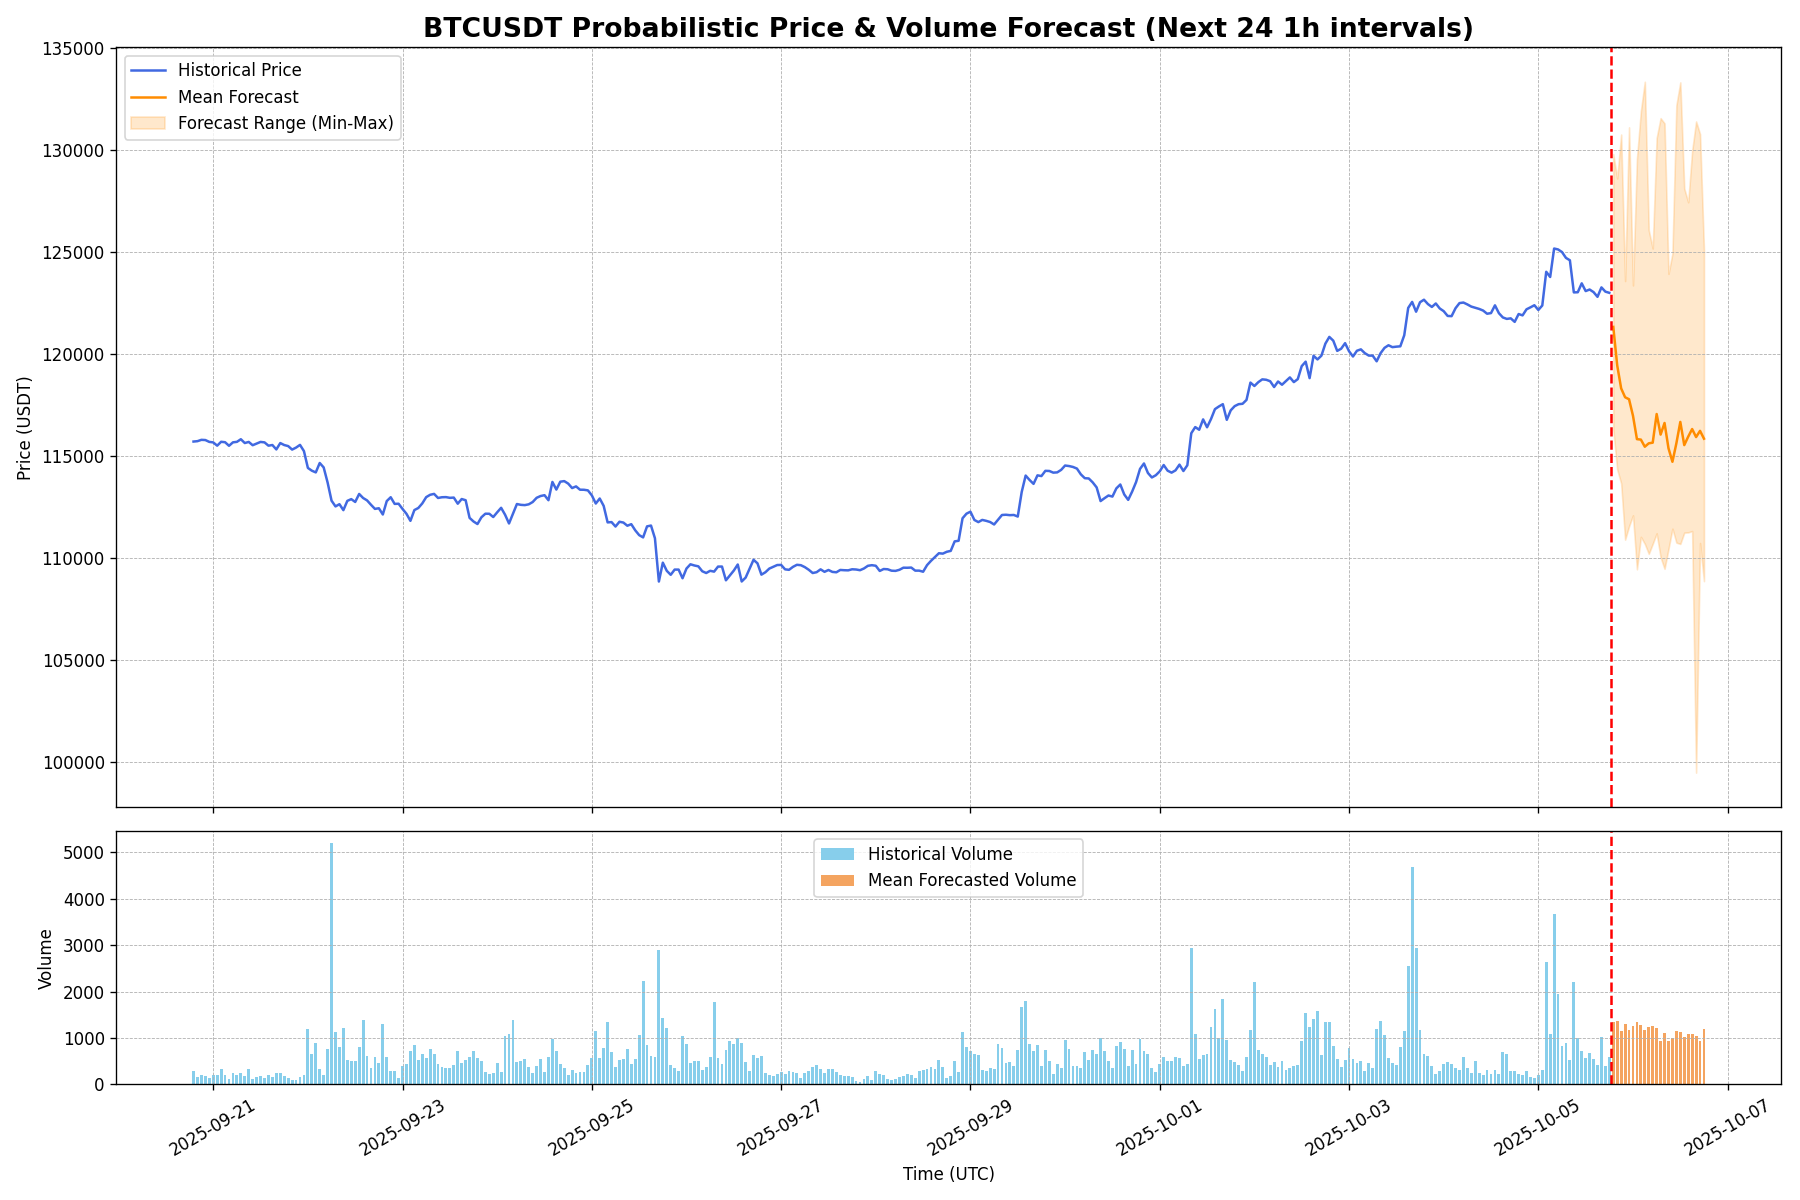 BTCUSDT Probabilistic Price & Volume Forecast (Next 24 1h intervals)
Historical Price
Mean Forecast
Forecast Range (Min-Max)
Price (USDT)
135000
130000
125000
120000
115000
110000
105000
100000
Historical Volume
Mean Forecasted Volume
Volume
5000
4000
3000
2000
1000
0
2025-09-21
2025-09-23
2025-09-25
2025-09-27
2025-09-29
2025-10-01
2025-10-03
2025-10-05
2025-10-07
Time (UTC)